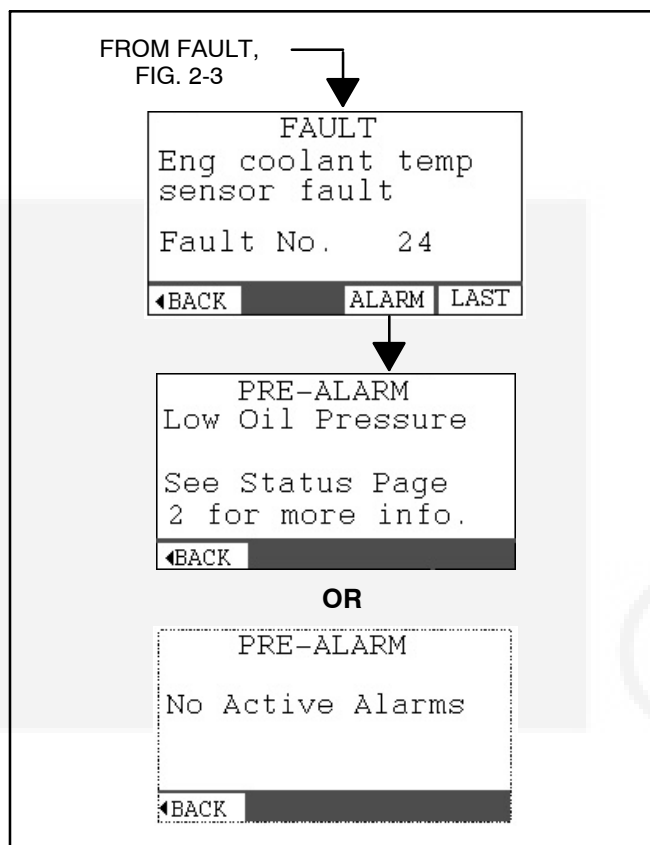 FROM FAULT,
FIG. 2-3
FAULT
Eng coolant temp
sensor fault
Fault No. 24
◀BACK ALARM LAST
PRE-ALARM
Low Oil Pressure
See Status Page
2 for more info.
◀BACK
OR
PRE-ALARM
No Active Alarms
◀BACK